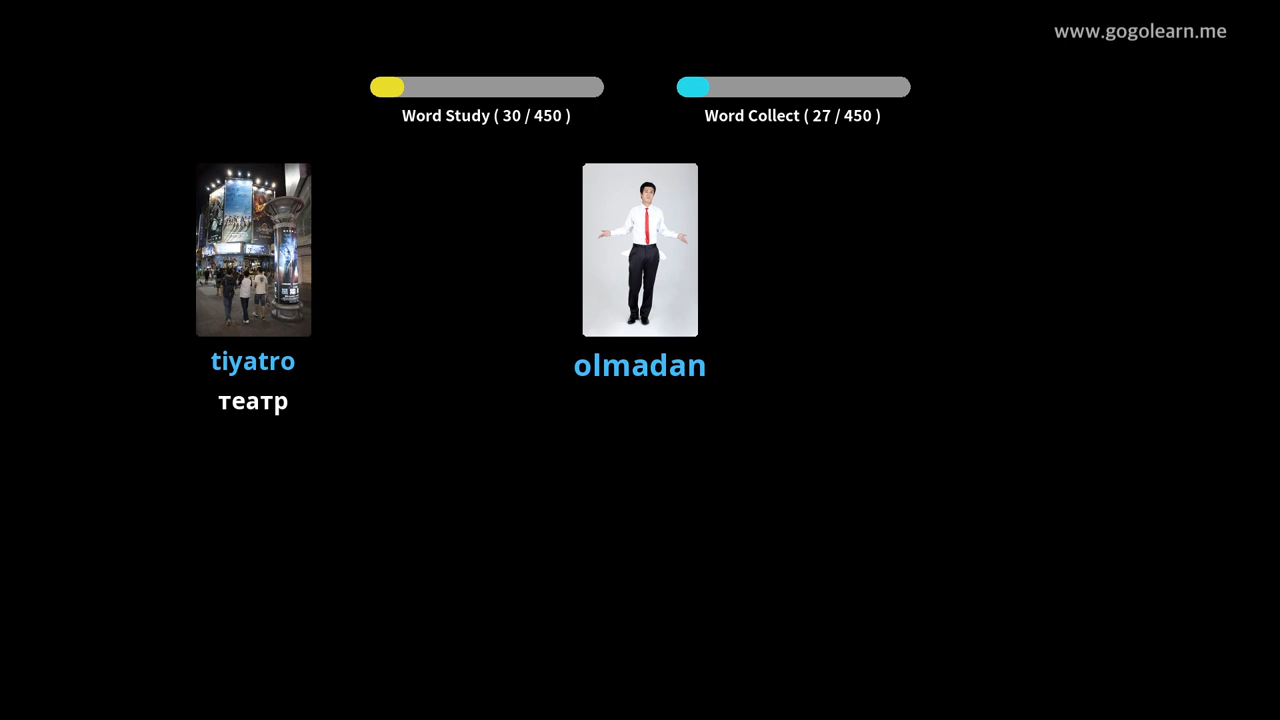 www.gogolearn.me
Word Study ( 30 / 450 )
Word Collect ( 27 / 450 )
tiyatro
olmadan
театр